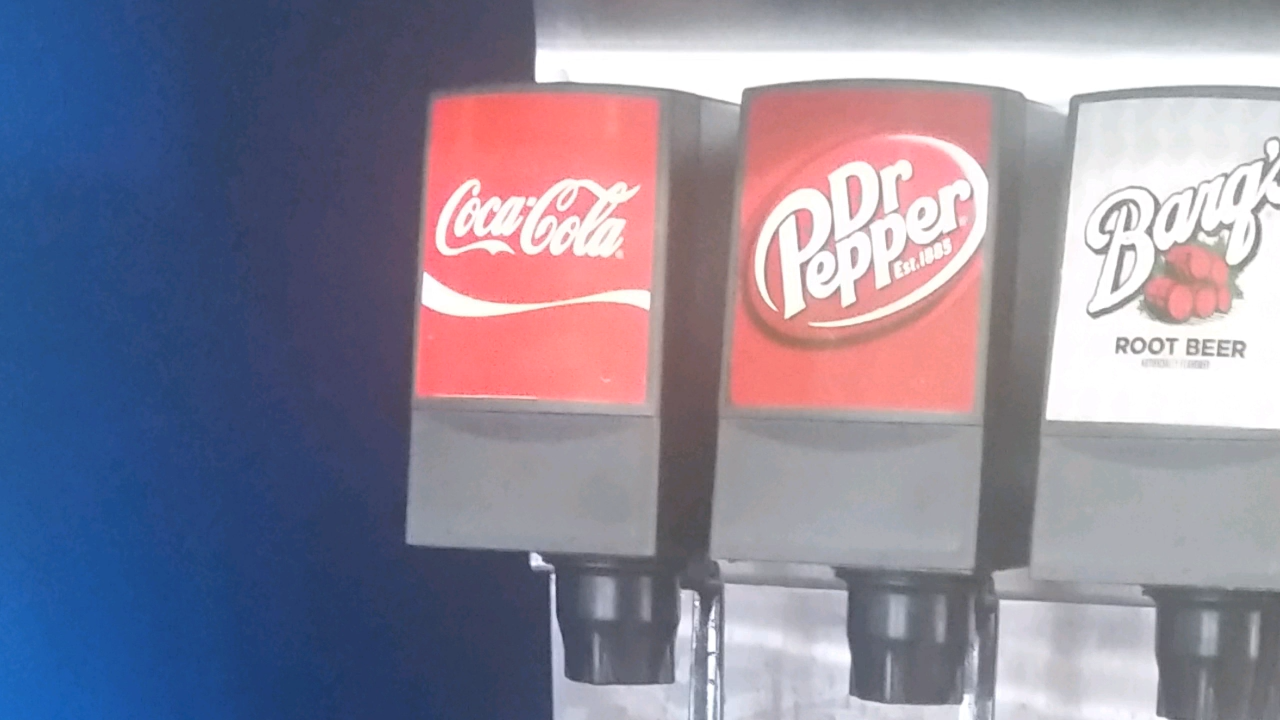 Coca-Cola
Dr
Pepper
Est. 1885
Barq's
ROOT BEER